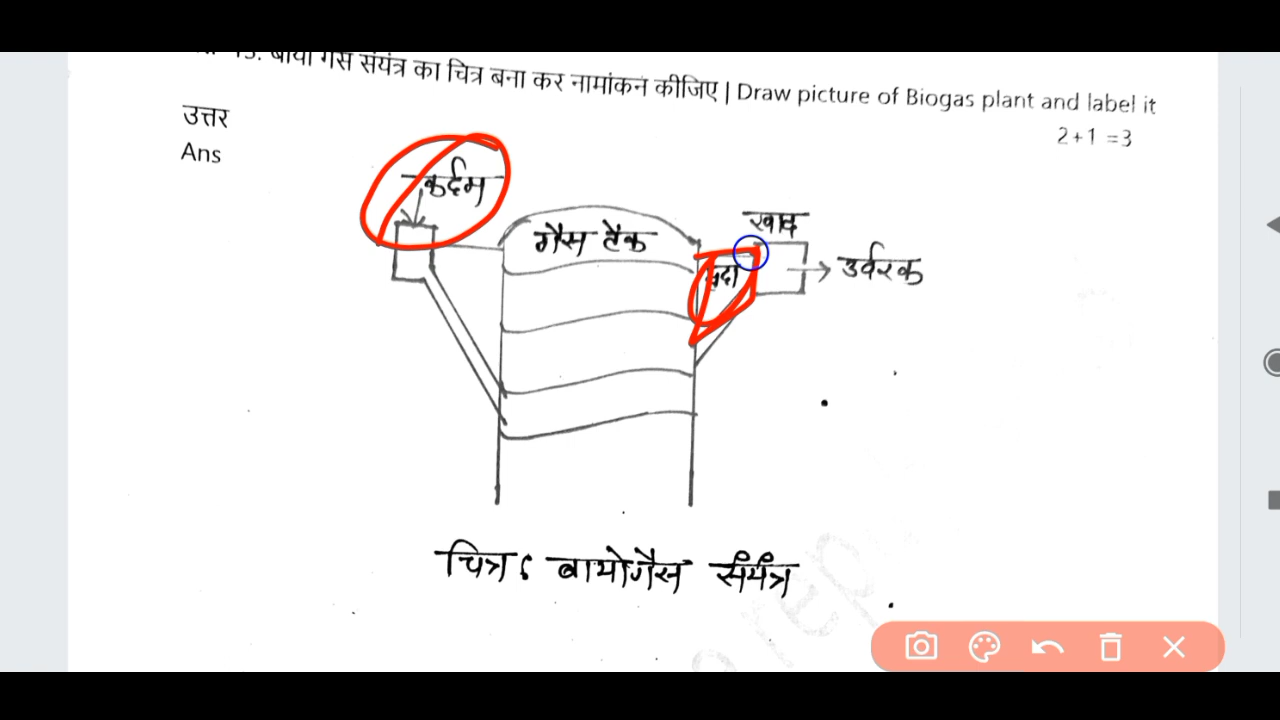 15. बायो गैस संयंत्र का चित्र बना कर नामांकन कीजिए | Draw picture of Biogas plant and label it
2+1 =3
उत्तर
Ans
कर्दम
गैस टैंक
खाद
उर्वरक
चित्र: बायोगैस संयंत्र